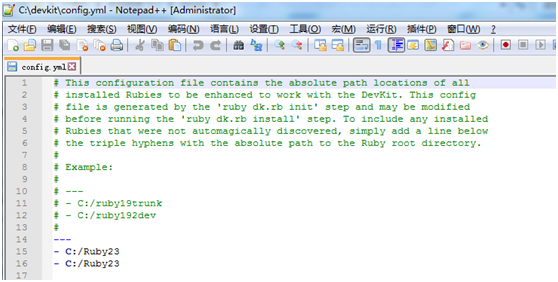 C:\devkit\config.yml - Notepad++ [Administrator]
文件(F) 编辑(E) 搜索(S) 视图(V) 编码(N) 语言(L) 设置(T) 工具(O) 宏(M) 运行(R) 插件(P) 窗口(W) ?
config.yml
1 # This configuration file contains the absolute path locations of all
2 # installed Rubies to be enhanced to work with the DevKit. This config
3 # file is generated by the 'ruby dk.rb init' step and may be modified
4 # before running the 'ruby dk.rb install' step. To include any installed
5 # Rubies that were not automagically discovered, simply add a line below
6 # the triple hyphens with the absolute path to the Ruby root directory.
7 #
8 # Example:
9 #
10 # ---
11 # - C:/ruby19trunk
12 # - C:/ruby192dev
13 #
14 ---
15 - C:/Ruby23
16 - C:/Ruby23
17